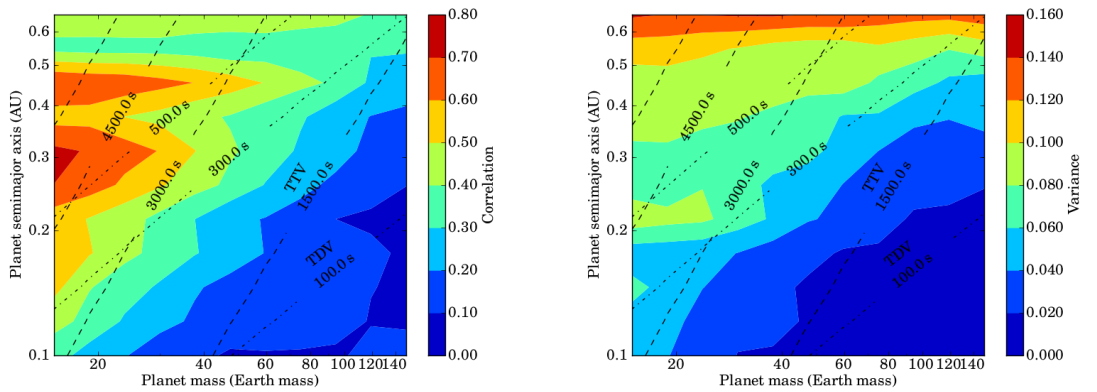 0.6
0.5
0.4
0.3
0.2
0.1
Planet semimajor axis (AU)
20
40
60
80
100
120
140
Planet mass (Earth mass)
4500.0 s
500.0 s
3000.0 s
300.0 s
TTV
1500.0 s
TDV
100.0 s
0.80
0.70
0.60
0.50
0.40
0.30
0.20
0.10
0.00
Correlation
0.6
0.5
0.4
0.3
0.2
0.1
Planet semimajor axis (AU)
20
40
60
80
100
120
140
Planet mass (Earth mass)
4500.0 s
500.0 s
3000.0 s
300.0 s
TTV
1500.0 s
TDV
100.0 s
0.160
0.140
0.120
0.100
0.080
0.060
0.040
0.020
0.000
Variance